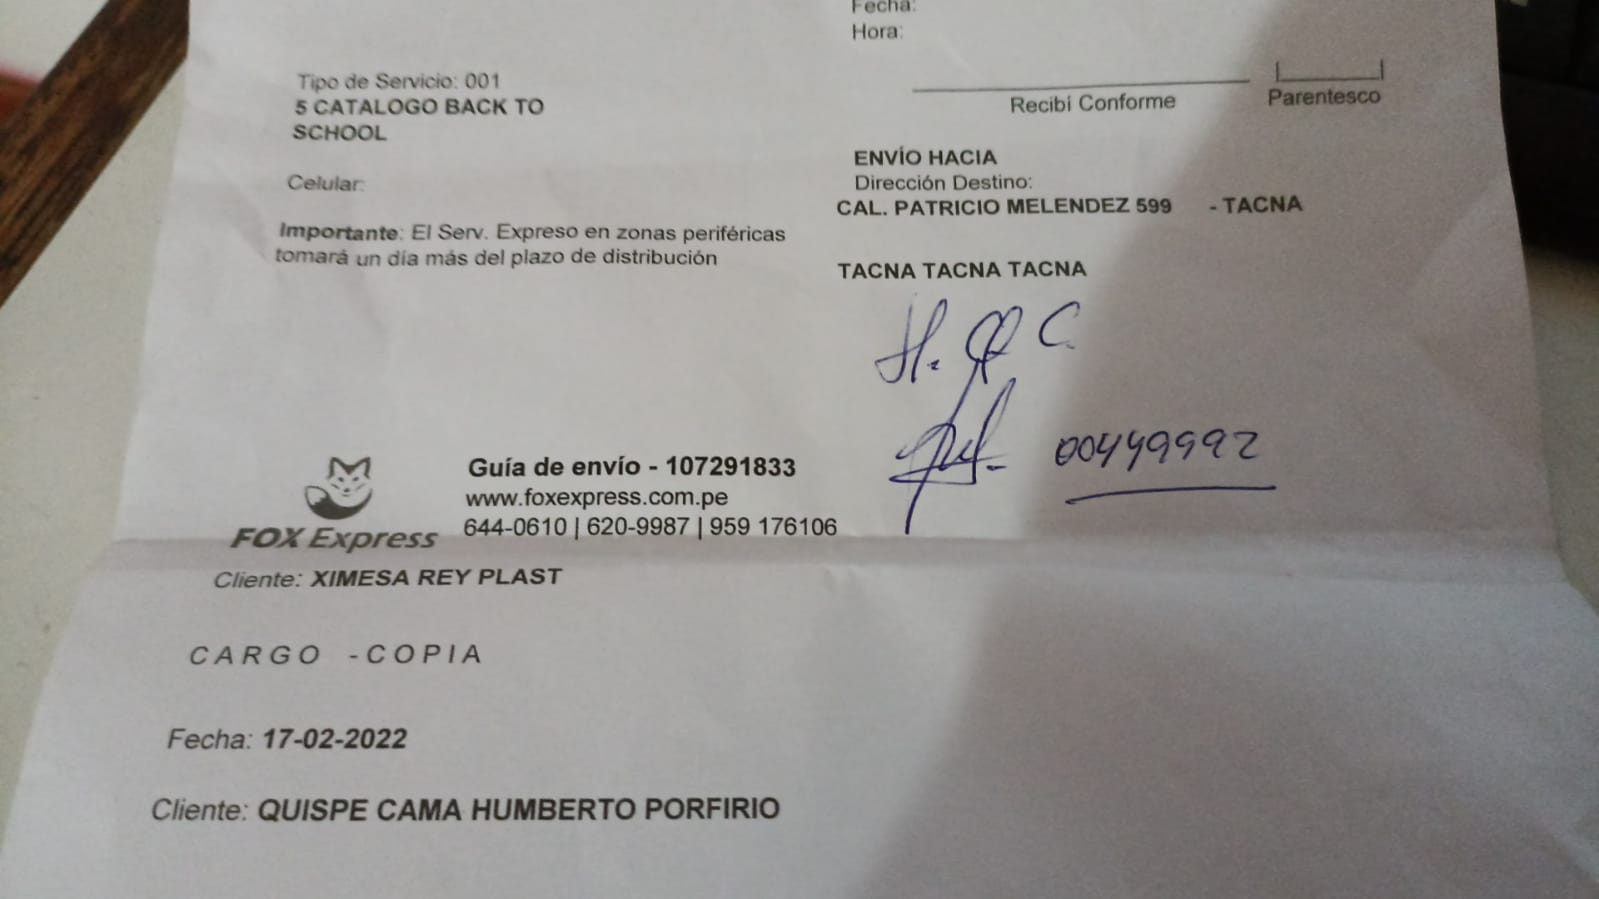 Fecha:
Hora:
Tipo de Servicio: 001
5 CATALOGO BACK TO
SCHOOL
Recibí Conforme
Parentesco
Celular:
ENVÍO HACIA
Dirección Destino:
CAL. PATRICIO MELENDEZ 599 - TACNA
Importante: El Serv. Expreso en zonas periféricas
tomará un día más del plazo de distribución
TACNA TACNA TACNA
H. Q C.
00449992
Guía de envío - 107291833
www.foxexpress.com.pe
644-0610 | 620-9987 | 959 176106
FOX Express
Cliente: XIMESA REY PLAST
CARGO -COPIA
Fecha: 17-02-2022
Cliente: QUISPE CAMA HUMBERTO PORFIRIO